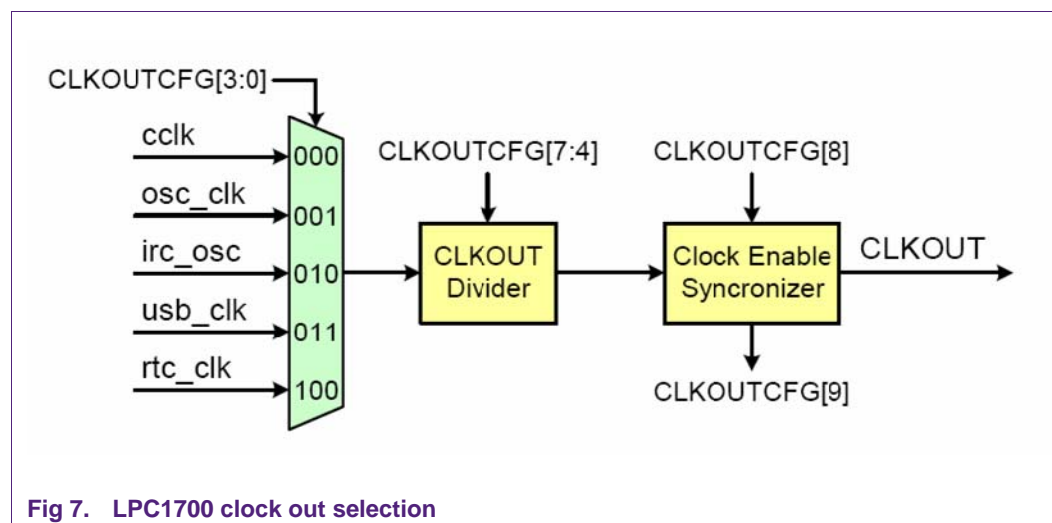 CLKOUTCFG[3:0]
cclk
000
CLKOUTCFG[7:4]
CLKOUTCFG[8]
osc_clk
001
irc_osc
010
CLKOUT
Divider
Clock Enable
Syncronizer
CLKOUT
usb_clk
011
rtc_clk
100
CLKOUTCFG[9]
Fig 7. LPC1700 clock out selection